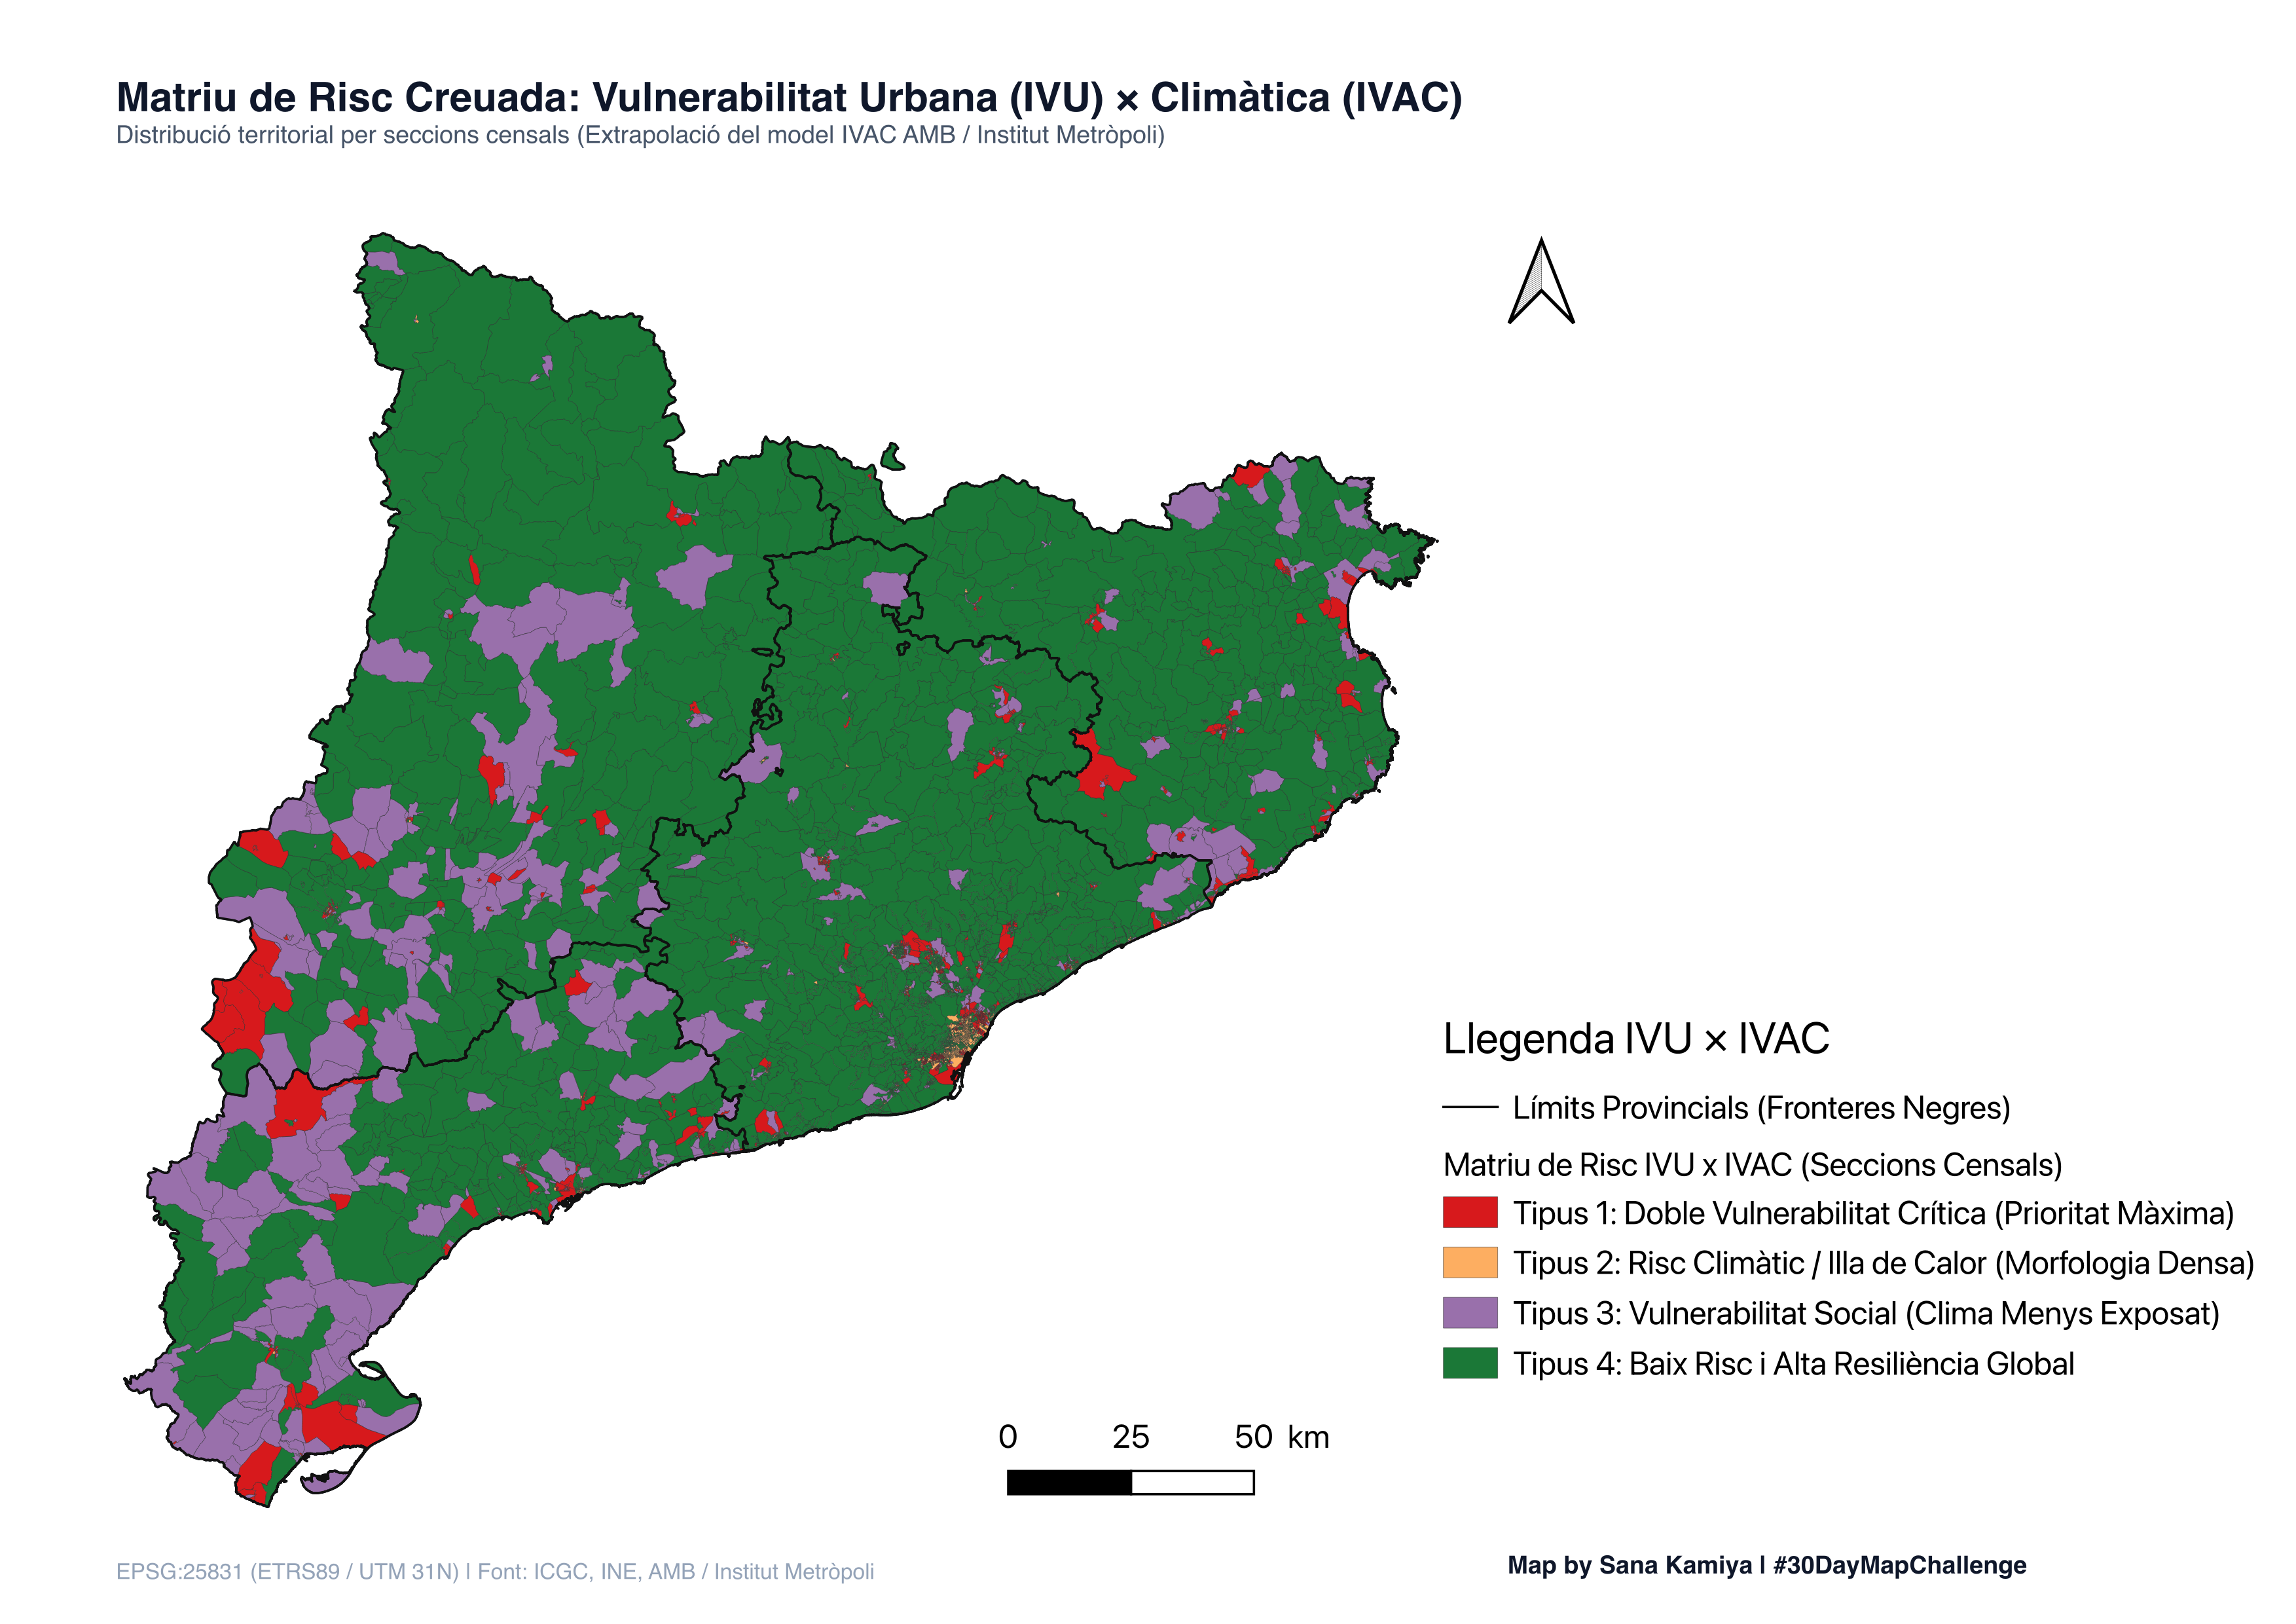 Matriu de Risc Creuada: Vulnerabilitat Urbana (IVU) × Climàtica (IVAC)
Distribució territorial per seccions censals (Extrapolació del model IVAC AMB / Institut Metròpoli)
Llegenda IVU × IVAC
Límits Provincials (Fronteres Negres)
Matriu de Risc IVU x IVAC (Seccions Censals)
Tipus 1: Doble Vulnerabilitat Crítica (Prioritat Màxima)
Tipus 2: Risc Climàtic / Illa de Calor (Morfologia Densa)
Tipus 3: Vulnerabilitat Social (Clima Menys Exposat)
Tipus 4: Baix Risc i Alta Resiliència Global
0 25 50 km
EPSG:25831 (ETRS89 / UTM 31N) | Font: ICGC, INE, AMB / Institut Metròpoli
Map by Sana Kamiya | #30DayMapChallenge